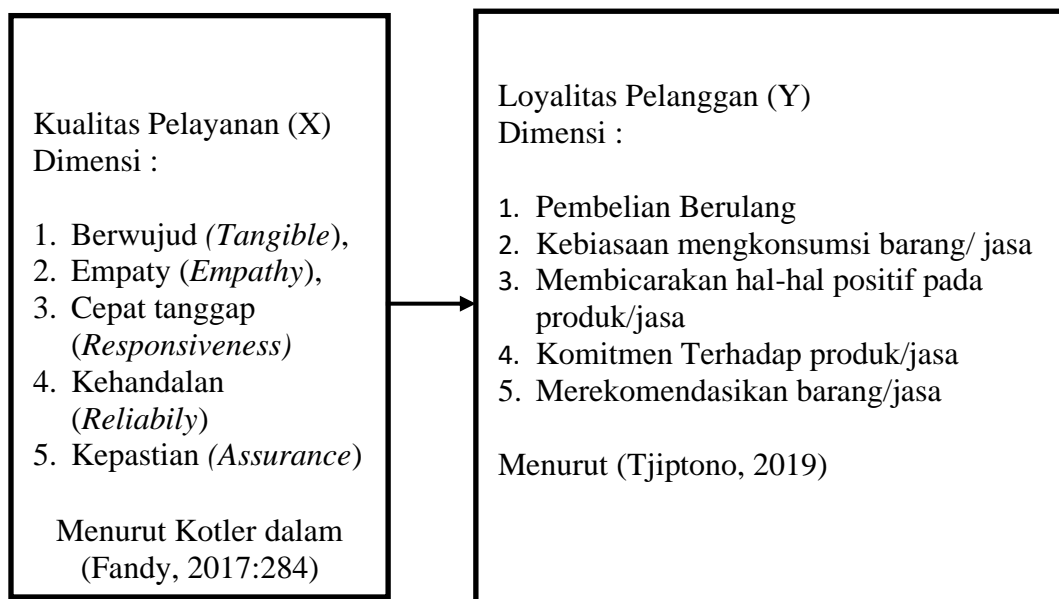 Kualitas Pelayanan (X)
Dimensi :
1. Berwujud (Tangible),
2. Empaty (Empathy),
3. Cepat tanggap
(Responsiveness)
4. Kehandalan
(Reliabily)
5. Kepastian (Assurance)
Menurut Kotler dalam
(Fandy, 2017:284)
Loyalitas Pelanggan (Y)
Dimensi :
1. Pembelian Berulang
2. Kebiasaan mengkonsumsi barang/ jasa
3. Membicarakan hal-hal positif pada
produk/jasa
4. Komitmen Terhadap produk/jasa
5. Merekomendasikan barang/jasa
Menurut (Tjiptono, 2019)